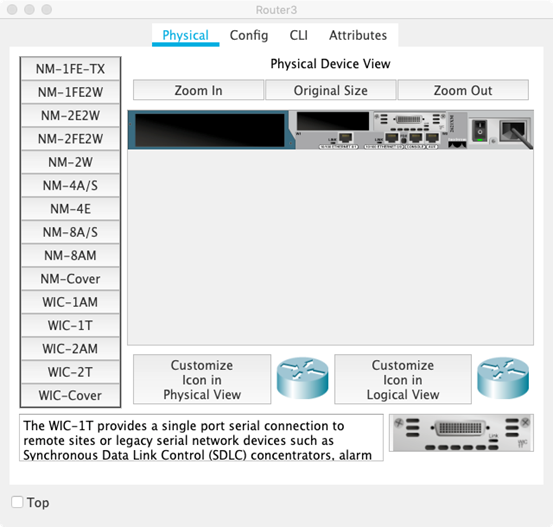 Router3
Physical Config CLI Attributes
Physical Device View
Zoom In Original Size Zoom Out
NM-1FE-TX
NM-1FE2W
NM-2E2W
NM-2FE2W
NM-2W
NM-4A/S
NM-4E
NM-8A/S
NM-8AM
NM-Cover
WIC-1AM
WIC-1T
WIC-2AM
WIC-2T
WIC-Cover
Customize
Icon in
Physical View
Customize
Icon in
Logical View
The WIC-1T provides a single port serial connection to
remote sites or legacy serial network devices such as
Synchronous Data Link Control (SDLC) concentrators, alarm
Top